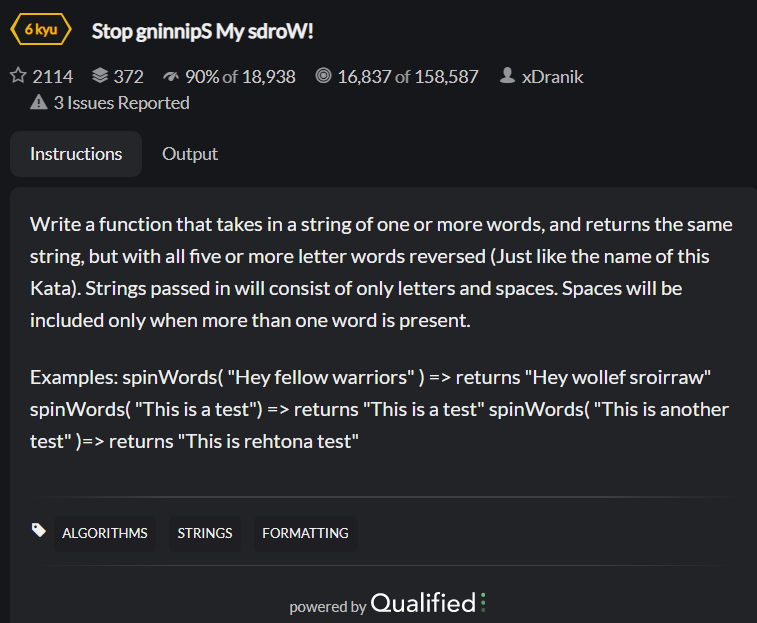 6 kyu Stop gninnipS My sdroW!
2114 372 90% of 18,938 16,837 of 158,587 xDranik
3 Issues Reported
Instructions Output
Write a function that takes in a string of one or more words, and returns the same
string, but with all five or more letter words reversed (Just like the name of this
Kata). Strings passed in will consist of only letters and spaces. Spaces will be
included only when more than one word is present.
Examples: spinWords( "Hey fellow warriors" ) => returns "Hey wollef sroirraw"
spinWords( "This is a test") => returns "This is a test" spinWords( "This is another
test" )=> returns "This is rehtona test"
ALGORITHMS STRINGS FORMATTING
powered by Qualified